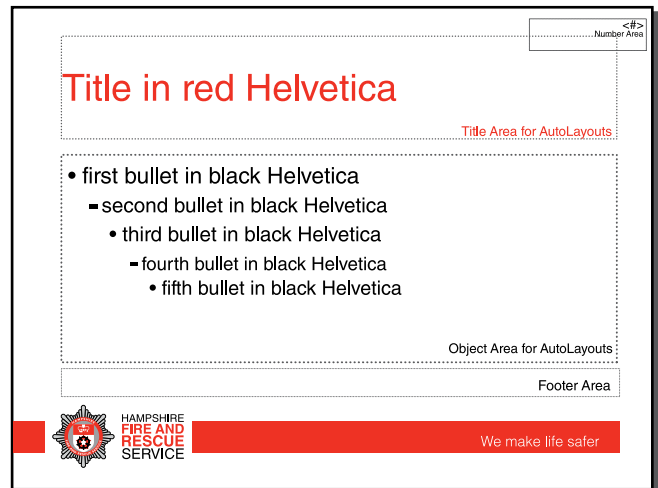 <#>
Number Area
Title in red Helvetica
Title Area for AutoLayouts
• first bullet in black Helvetica
- second bullet in black Helvetica
• third bullet in black Helvetica
- fourth bullet in black Helvetica
• fifth bullet in black Helvetica
Object Area for AutoLayouts
Footer Area
HAMPSHIRE
FIRE AND
RESCUE
SERVICE
We make life safer